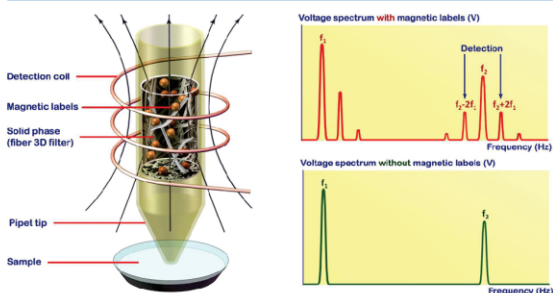 Detection coil
Magnetic labels
Solid phase
(fiber 3D filter)
Pipet tip
Sample
Voltage spectrum with magnetic labels (V)
f₁
Detection
f₂
f₂-2f₁
f₂+2f₁
Frequency (Hz)
Voltage spectrum without magnetic labels (V)
f₁
f₂
Frequency (Hz)